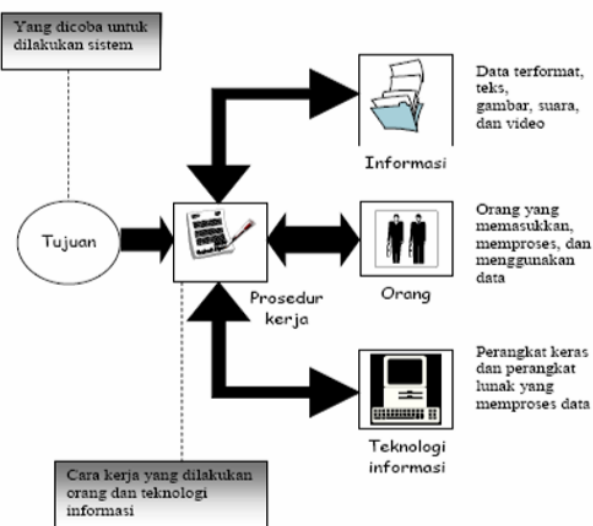 Yang dicoba untuk
dilakukan sistem
Data terformat,
teks,
gambar, suara,
dan video
Informasi
Tujuan
Prosedur
kerja
Orang yang
memasukkan,
memproses, dan
menggunakan
data
Orang
Perangkat keras
dan perangkat
lunak yang
memproses data
Teknologi
informasi
Cara kerja yang dilakukan
orang dan teknologi
informasi